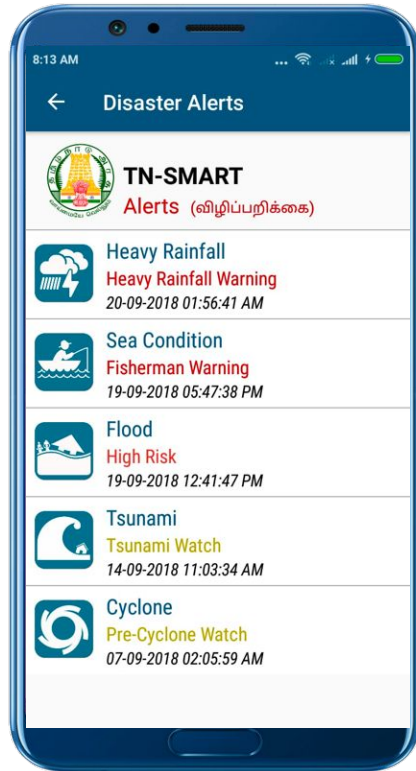 8:13 AM
Disaster Alerts
TN-SMART
Alerts (விழிப்பறிக்கை)
Heavy Rainfall
Heavy Rainfall Warning
20-09-2018 01:56:41 AM
Sea Condition
Fisherman Warning
19-09-2018 05:47:38 PM
Flood
High Risk
19-09-2018 12:41:47 PM
Tsunami
Tsunami Watch
14-09-2018 11:03:34 AM
Cyclone
Pre-Cyclone Watch
07-09-2018 02:05:59 AM